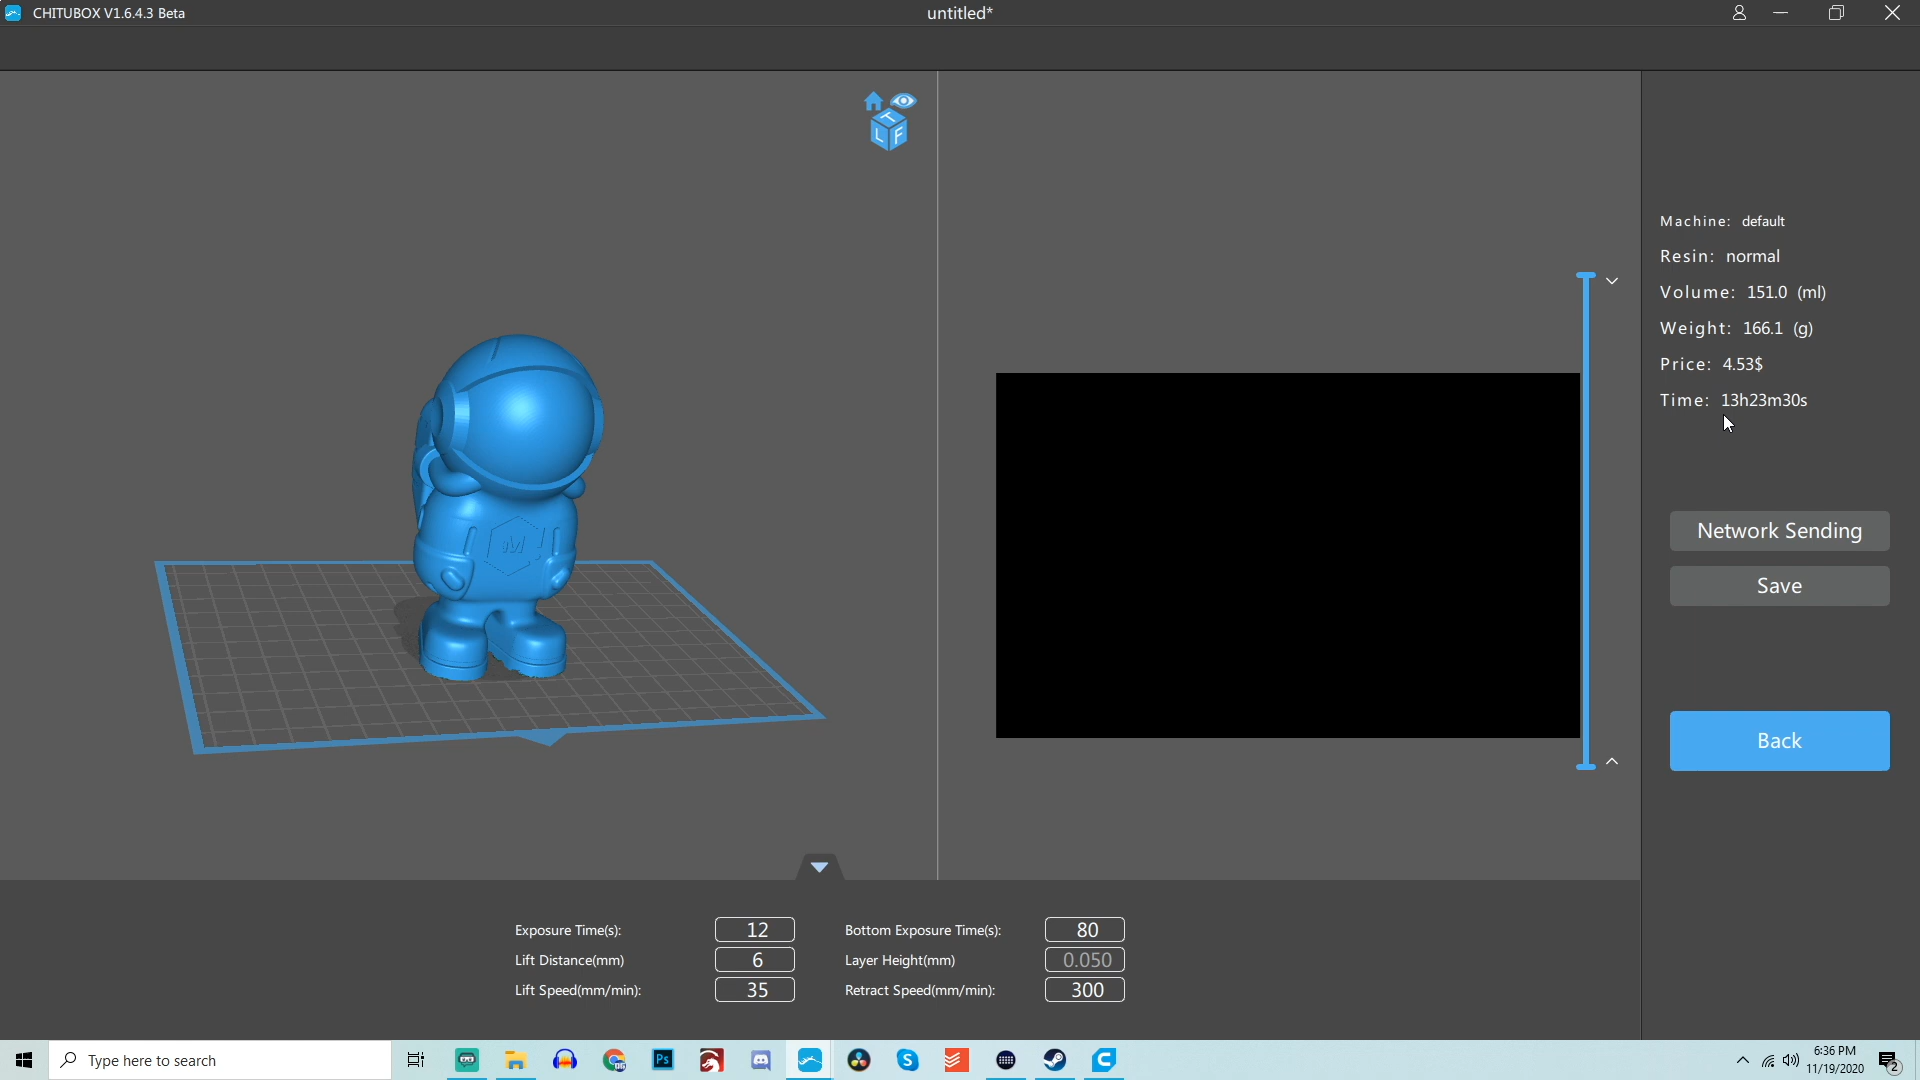 CHITUBOX V1.6.4.3 Beta
untitled*
T
L F
M
Machine: default
Resin: normal
Volume: 151.0 (ml)
Weight: 166.1 (g)
Price: 4.53$
Time: 13h23m30s
Network Sending
Save
Back
Exposure Time(s): 12 Bottom Exposure Time(s): 80
Lift Distance(mm) 6 Layer Height(mm) 0.050
Lift Speed(mm/min): 35 Retract Speed(mm/min): 300
Type here to search
Ps
S
6:36 PM
11/19/2020
2